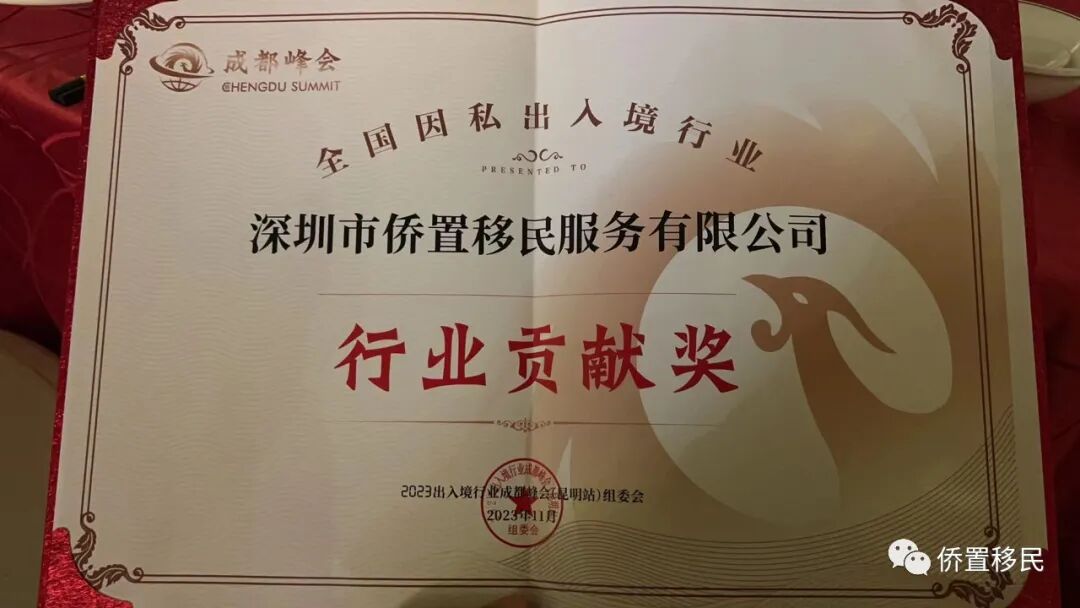 成都峰会
CHENGDU SUMMIT
全国因私出入境行业
PRESENTED TO
深圳市侨置移民服务有限公司
行业贡献奖
2023出入境行业成都峰会(昆明站)组委会
2023年11月
组委会
侨置移民